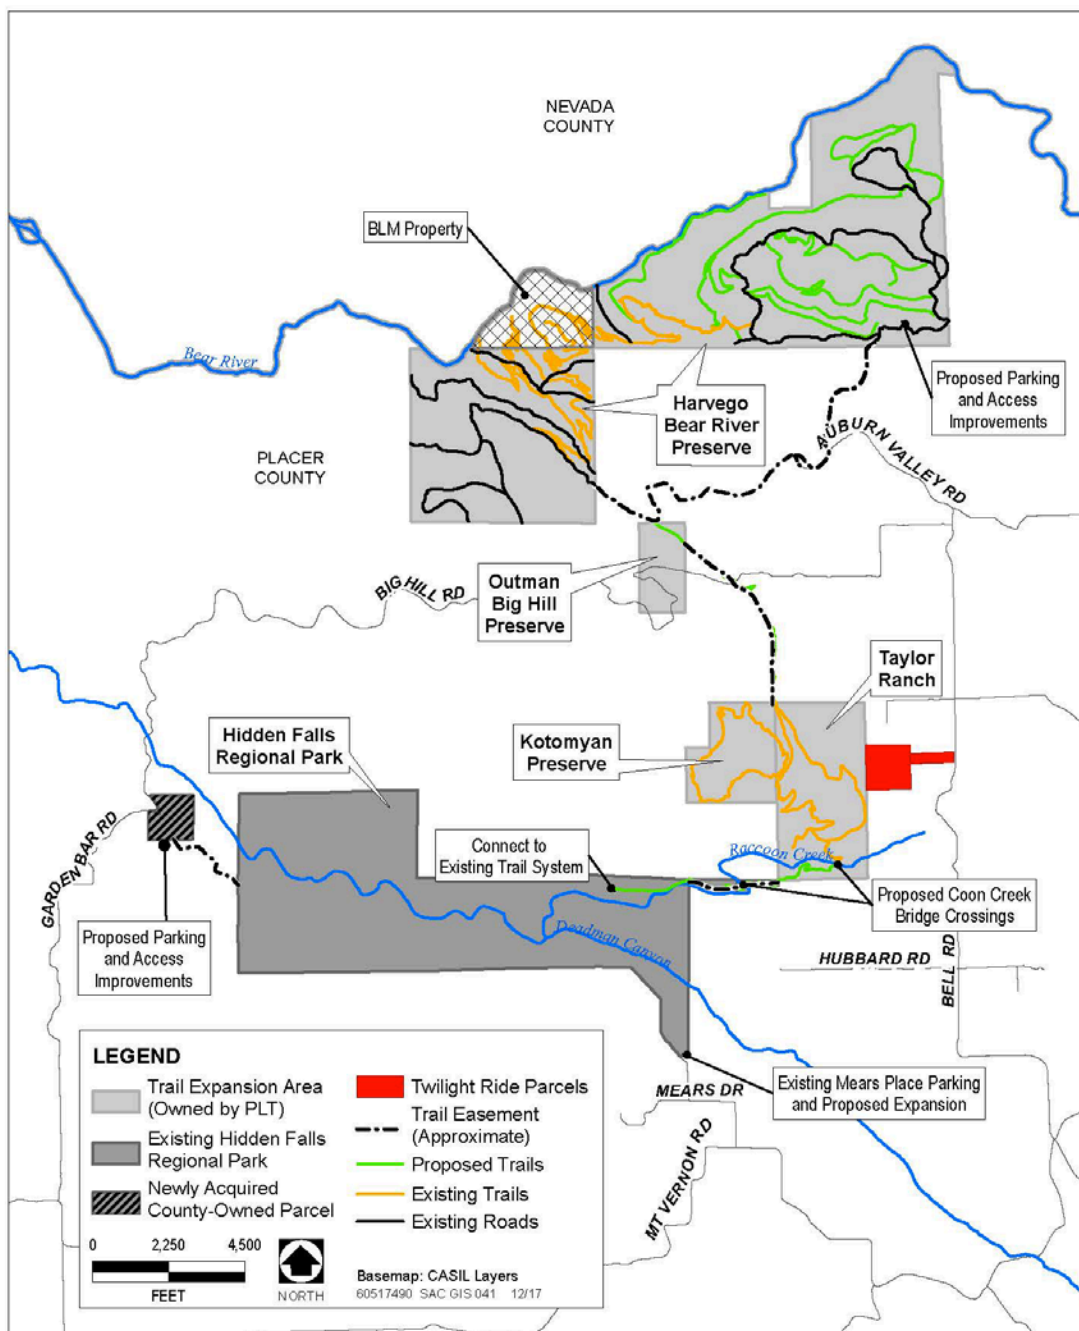 NEVADA
COUNTY
BLM Property
Bear River
Proposed Parking
and Access
Improvements
Harvego
Bear River
Preserve
AUBURN VALLEY RD
PLACER
COUNTY
Outman
Big Hill
Preserve
BIG HILL RD
Taylor
Ranch
Hidden Falls
Regional Park
Kotomyan
Preserve
GARDEN BAR RD
Connect to
Existing Trail System
Raccoon Creek
Proposed Coon Creek
Bridge Crossings
Proposed Parking
and Access
Improvements
Deadman Canyon
HUBBARD RD
BELL RD
Existing Mears Place Parking
and Proposed Expansion
MEARS DR
MT VERNON RD
LEGEND
Trail Expansion Area
(Owned by PLT)
Existing Hidden Falls
Regional Park
Newly Acquired
County-Owned Parcel
Twilight Ride Parcels
Trail Easement
(Approximate)
Proposed Trails
Existing Trails
Existing Roads
0 2,250 4,500
FEET
NORTH
Basemap: CASIL Layers
60517490 SAC GIS 041 12/17